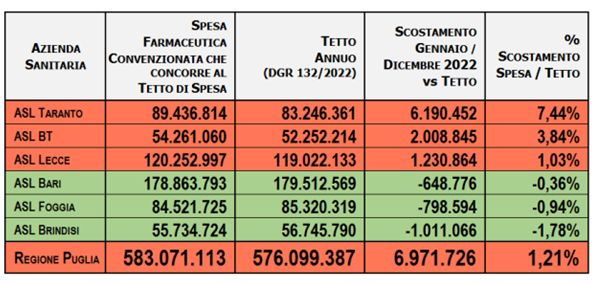 AZIENDA SANITARIA
SPESA FARMACEUTICA CONVENZIONATA CHE CONCORRE AL TETTO DI SPESA
TETTO ANNUO (DGR 132/2022)
SCOSTAMENTO GENNAIO / DICEMBRE 2022 VS TETTO
% SCOSTAMENTO SPESA / TETTO
ASL TARANTO 89.436.814 83.246.361 6.190.452 7,44%
ASL BT 54.261.060 52.252.214 2.008.845 3,84%
ASL LECCE 120.252.997 119.022.133 1.230.864 1,03%
ASL BARI 178.863.793 179.512.569 -648.776 -0,36%
ASL FOGGIA 84.521.725 85.320.319 -798.594 -0,94%
ASL BRINDISI 55.734.724 56.745.790 -1.011.066 -1,78%
REGIONE PUGLIA 583.071.113 576.099.387 6.971.726 1,21%